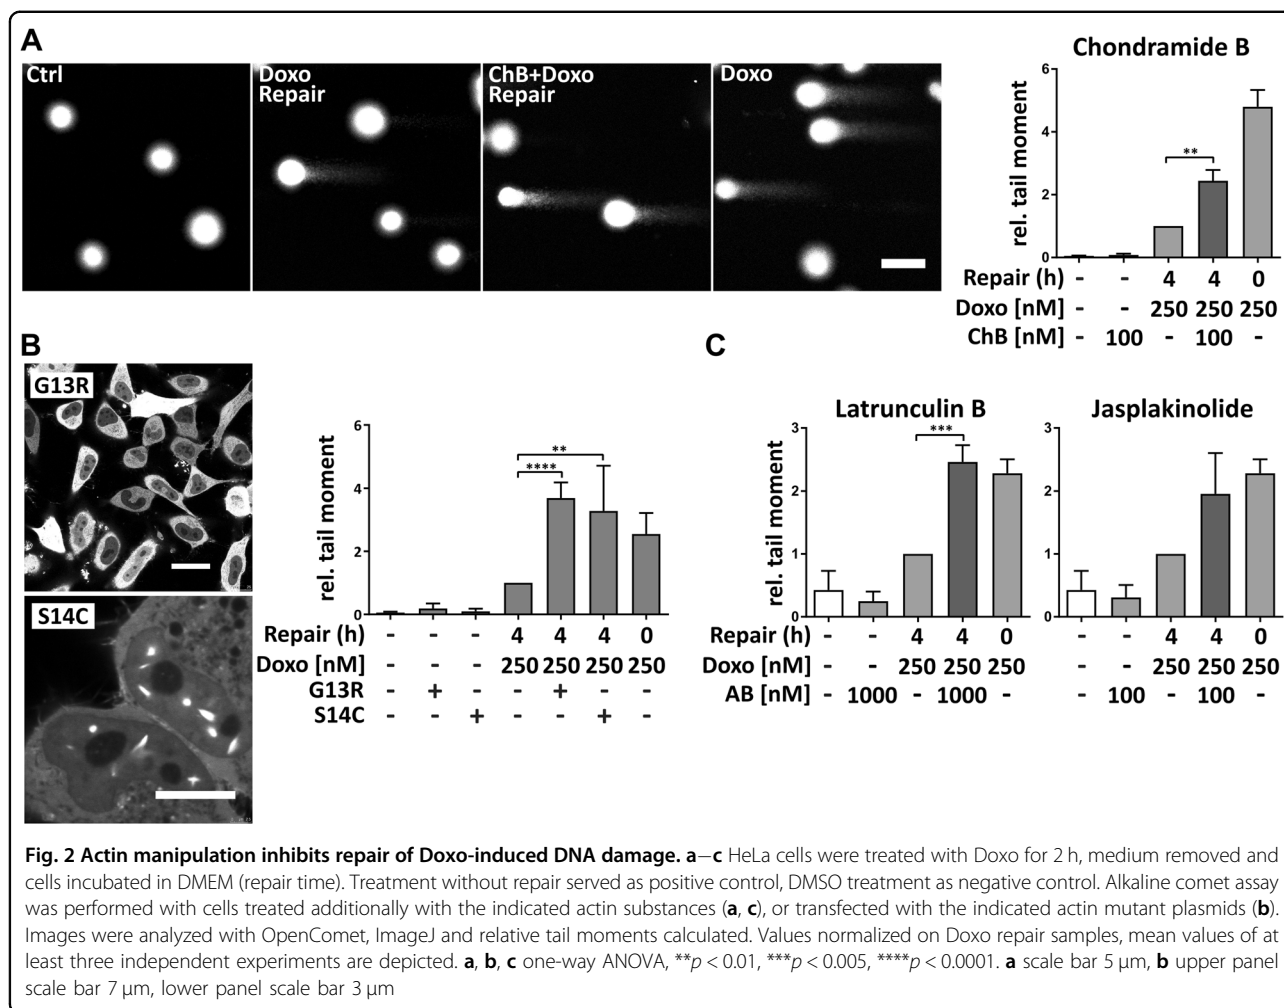 A
Ctrl
Doxo
Repair
ChB+Doxo
Repair
Doxo
Chondramide B
rel. tail moment
6
4
2
0
Repair (h) - - 4 4 0
Doxo [nM] - - 250 250 250
ChB [nM] - 100 - 100 -
**
B
G13R
S14C
rel. tail moment
6
4
2
0
**
****
Repair (h) - - - 4 4 4 0
Doxo [nM] - - - 250 250 250 250
G13R - + - - + - -
S14C - - + - - + -
C
Latrunculin B
rel. tail moment
3
2
1
0
***
Repair (h) - - 4 4 0
Doxo [nM] - - 250 250 250
AB [nM] - 1000 - 1000 -
Jasplakinolide
3
2
1
0
- - 4 4 0
- - 250 250 250
- 100 - 100 -
Fig. 2 Actin manipulation inhibits repair of Doxo-induced DNA damage. a–c HeLa cells were treated with Doxo for 2 h, medium removed and
cells incubated in DMEM (repair time). Treatment without repair served as positive control, DMSO treatment as negative control. Alkaline comet assay
was performed with cells treated additionally with the indicated actin substances (a, c), or transfected with the indicated actin mutant plasmids (b).
Images were analyzed with OpenComet, ImageJ and relative tail moments calculated. Values normalized on Doxo repair samples, mean values of at
least three independent experiments are depicted. a, b, c one-way ANOVA, **p < 0.01, ***p < 0.005, ****p < 0.0001. a scale bar 5 μm, b upper panel
scale bar 7 μm, lower panel scale bar 3 μm